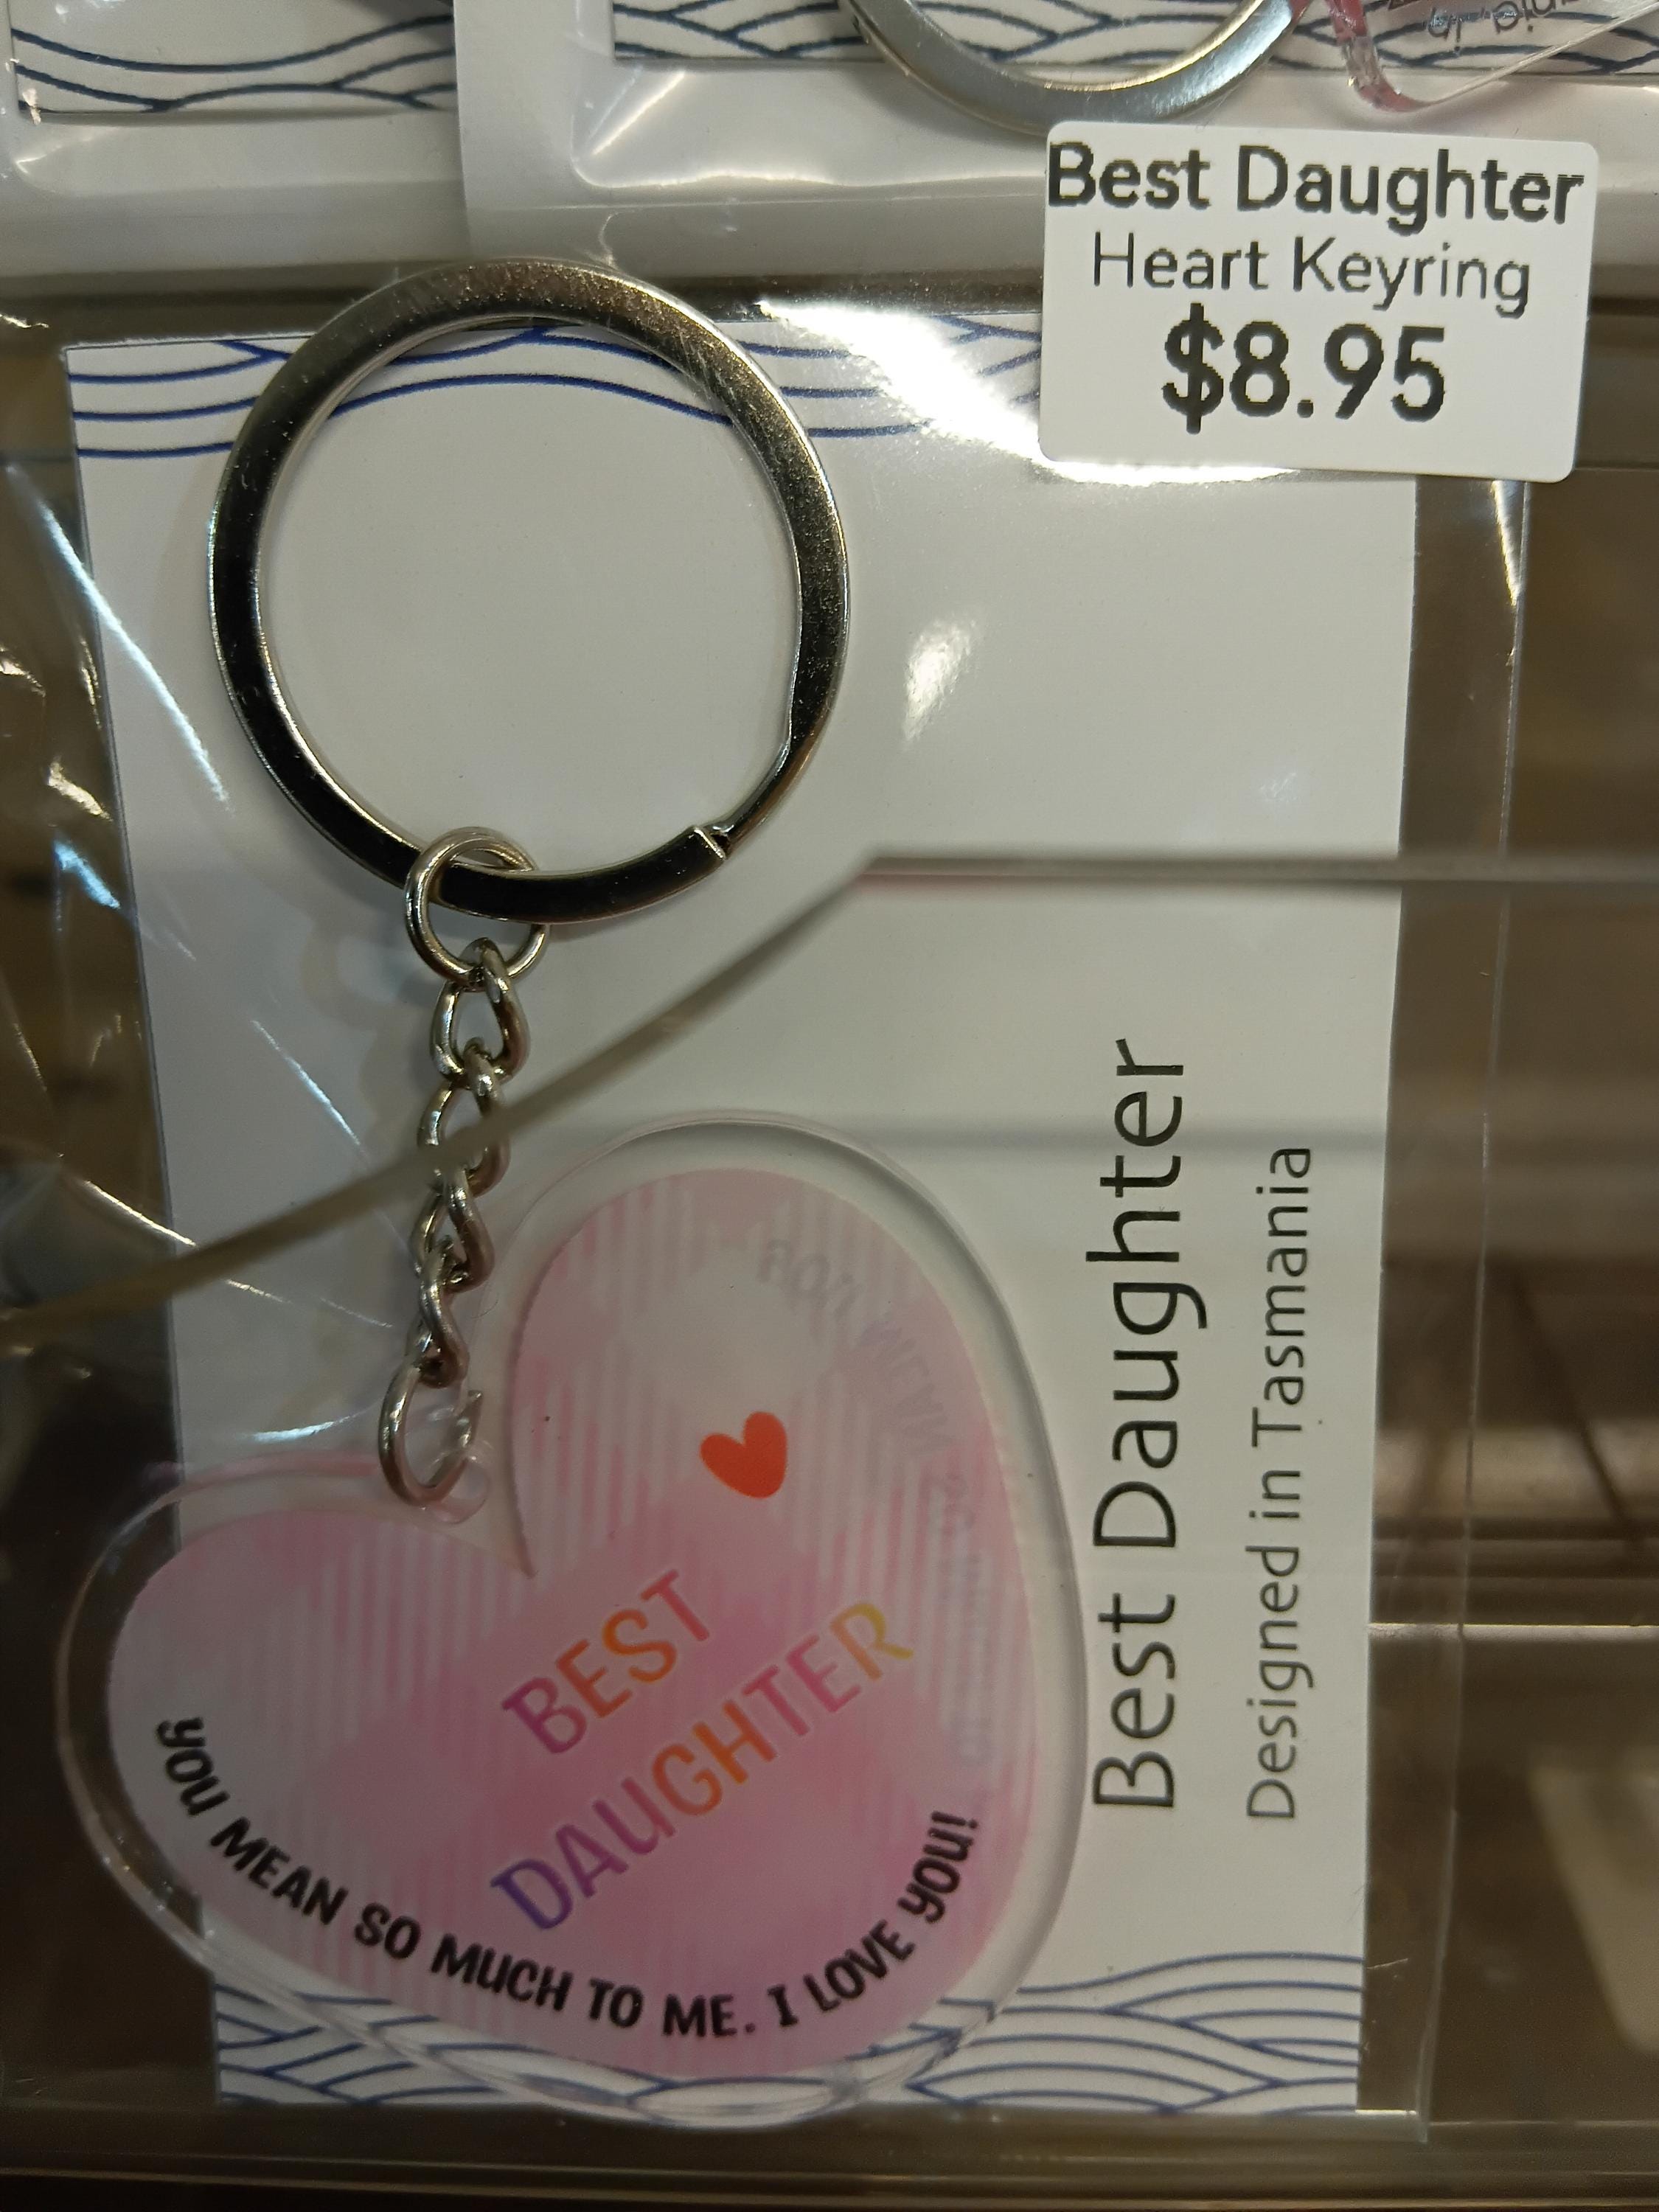 Best Daughter
Heart Keyring
$8.95
BEST
DAUGHTER
YOU MEAN SO MUCH TO ME. I LOVE YOU!
Best Daughter
Designed in Tasmania